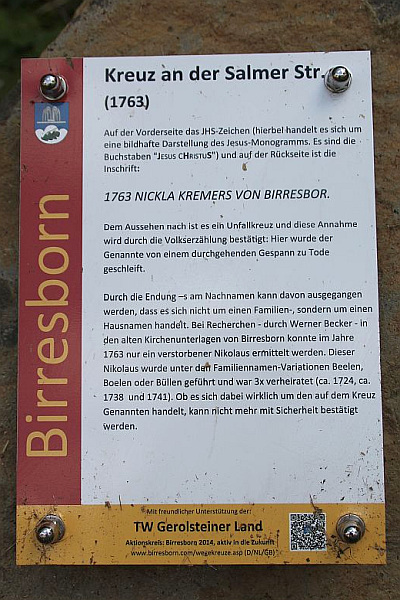 Kreuz an der Salmer Str.
(1763)
Auf der Vorderseite das JHS-Zeichen (hierbei handelt es sich um
eine bildhafte Darstellung des Jesus-Monogramms. Es sind die
Buchstaben "JESUS CHRISTUS") und auf der Rückseite ist die
Inschrift:
1763 NICKLA KREMERS VON BIRRESBOR.
Dem Aussehen nach ist es ein Unfallkreuz und diese Annahme
wird durch die Volkserzählung bestätigt: Hier wurde der
Genannte von einem durchgehenden Gespann zu Tode
geschleift.
Durch die Endung –s am Nachnamen kann davon ausgegangen
werden, dass es sich nicht um einen Familien-, sondern um einen
Hausnamen handelt. Bei Recherchen - durch Werner Becker - in
den alten Kirchenunterlagen von Birresborn konnte im Jahre
1763 nur ein verstorbener Nikolaus ermittelt werden. Dieser
Nikolaus wurde unter den Familiennamen-Variationen Beelen,
Boelen oder Büllen geführt und war 3x verheiratet (ca. 1724, ca.
1738 und 1741). Ob es sich dabei wirklich um den auf dem Kreuz
Genannten handelt, kann nicht mehr mit Sicherheit bestätigt
werden.
Birresborn
Mit freundlicher Unterstützung der:
TW Gerolsteiner Land
Aktionskreis: Birresborn 2014, aktiv in die Zukunft
www.birresborn.com/wegekreuze.asp (D/NL/GB)